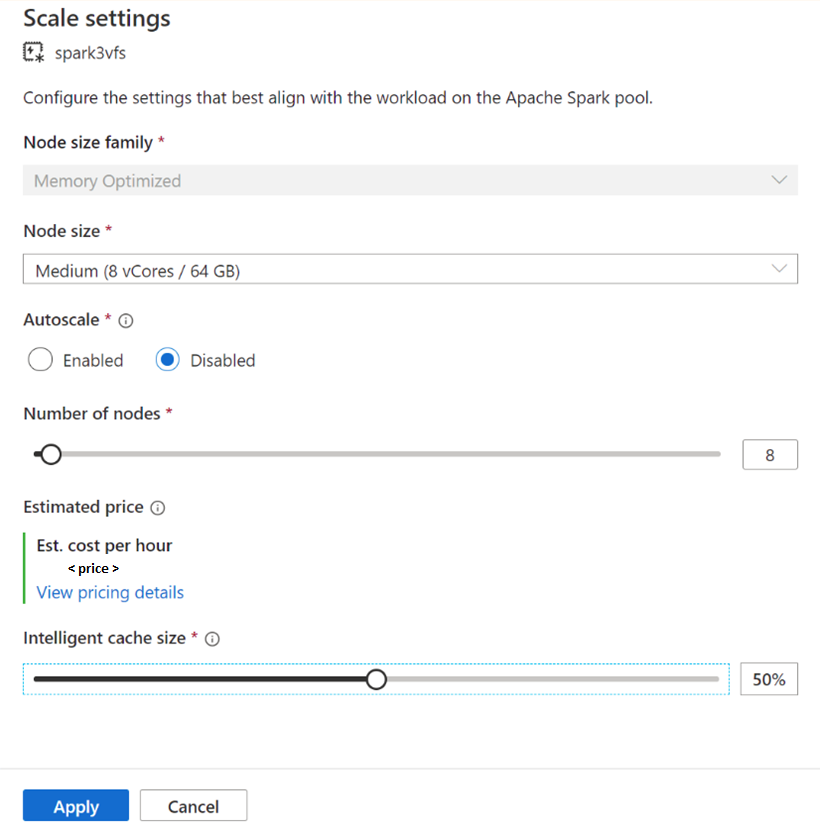 Scale settings
spark3vfs
Configure the settings that best align with the workload on the Apache Spark pool.
Node size family *
Memory Optimized
Node size *
Medium (8 vCores / 64 GB)
Autoscale *
Enabled Disabled
Number of nodes *
8
Estimated price
Est. cost per hour
< price >
View pricing details
Intelligent cache size *
50%
Apply Cancel